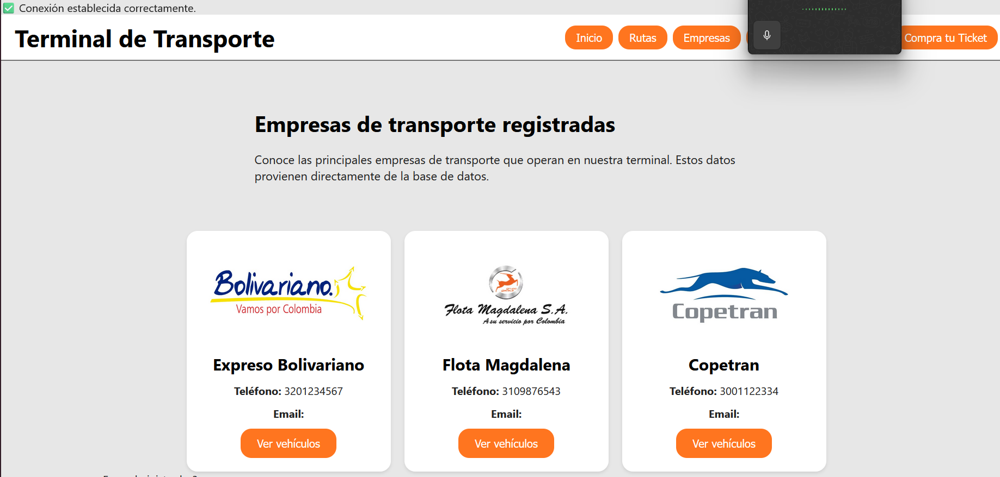 Conexión establecida correctamente.
Terminal de Transporte
Inicio
Rutas
Empresas
Compra tu Ticket
Empresas de transporte registradas
Conoce las principales empresas de transporte que operan en nuestra terminal. Estos datos
provienen directamente de la base de datos.
Bolivariano.
Vamos por Colombia
Expreso Bolivariano
Teléfono: 3201234567
Email:
Ver vehículos
Flota Magdalena S.A.
A su servicio por Colombia
Flota Magdalena
Teléfono: 3109876543
Email:
Ver vehículos
Copetran
Copetran
Teléfono: 3001122334
Email:
Ver vehículos